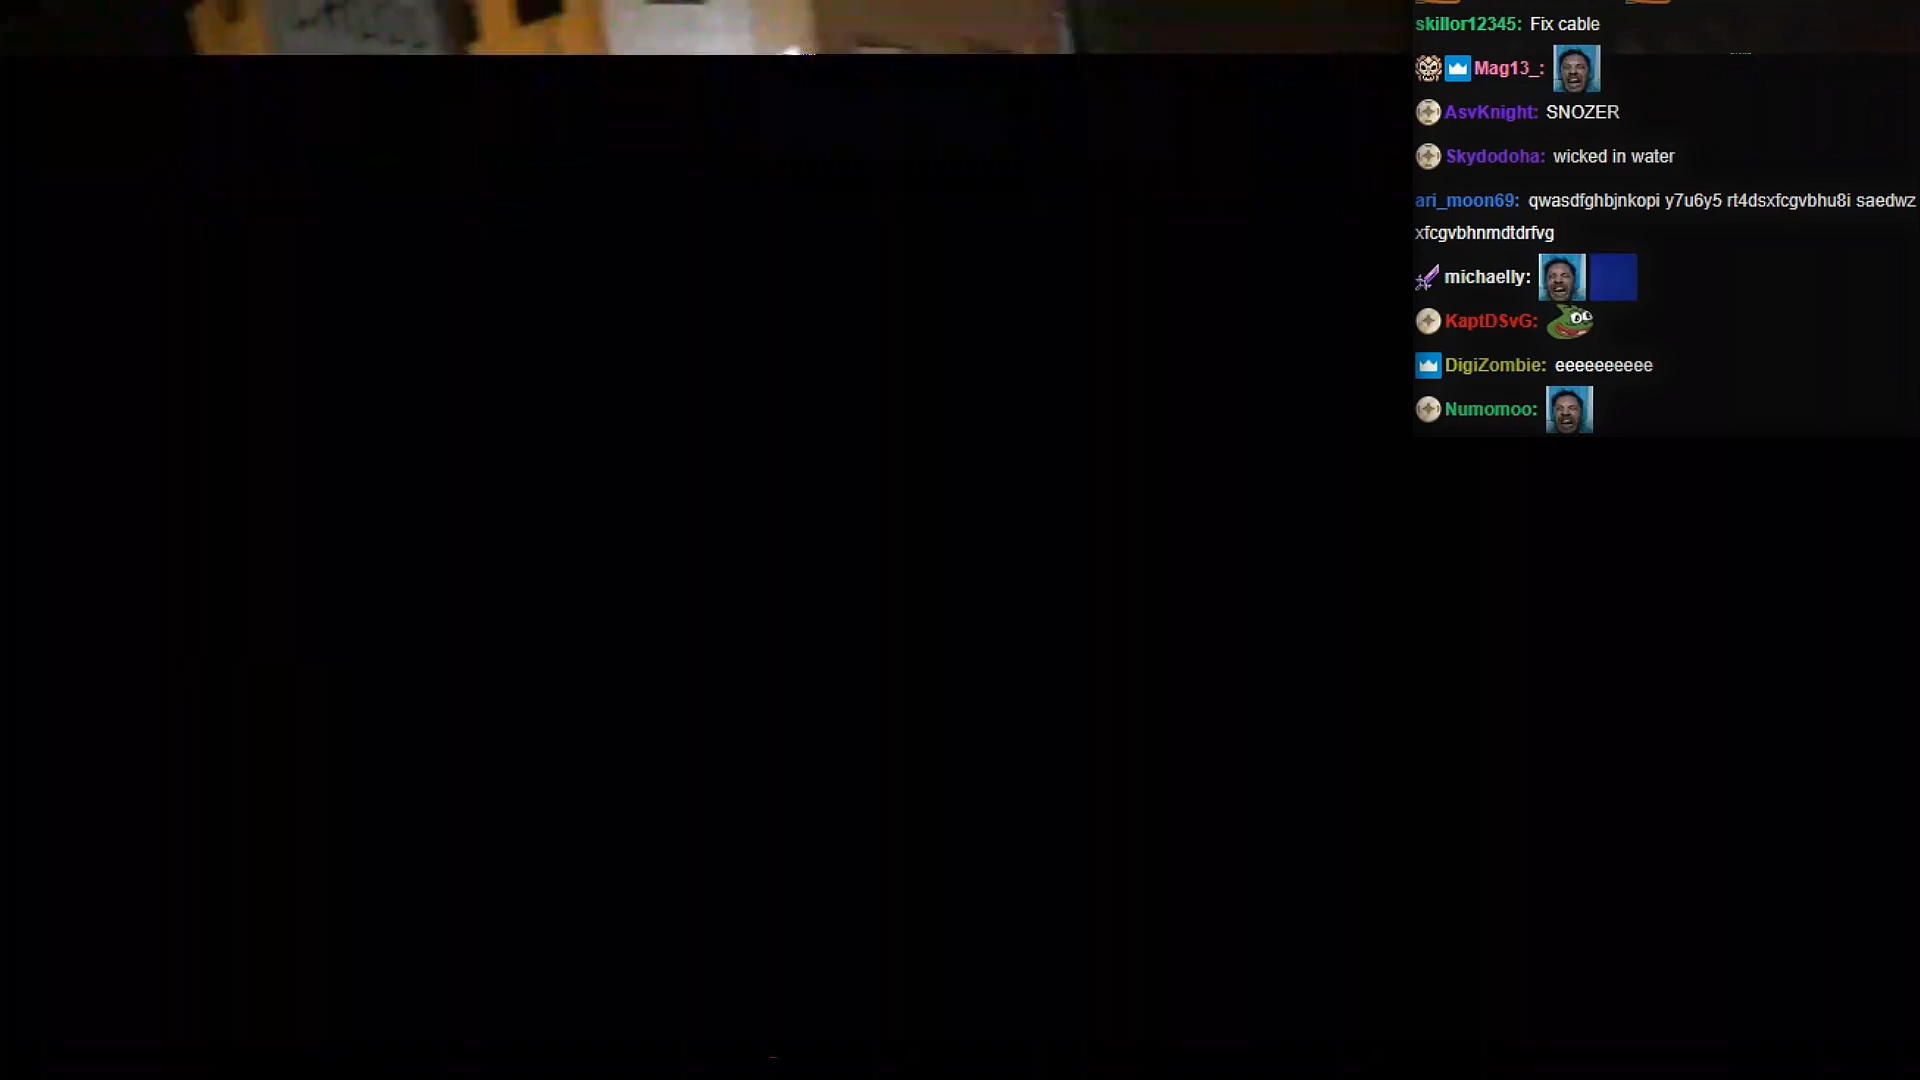 skillor12345: Fix cable
Mag13_:
AsvKnight: SNOZER
Skydodoha: wicked in water
ari_moon69: qwasdfghbjnkopi y7u6y5 rt4dsxfcgvbhu8i saedwz
xfcgvbhnmdtdrfvg
michaelly:
KaptDSvG:
DigiZombie: eeeeeeeeee
Numomoo: